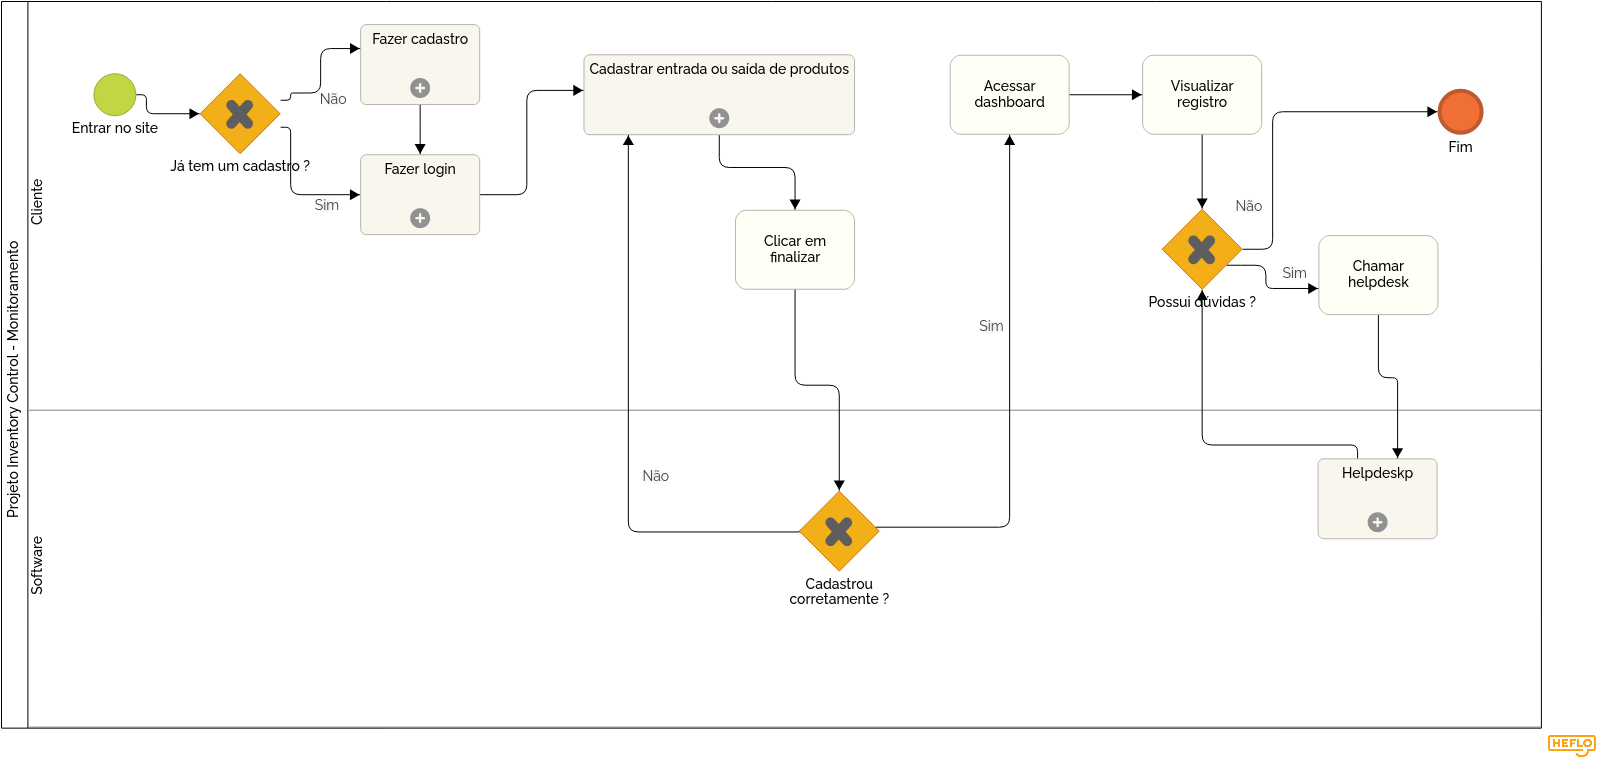 Projeto Inventory Control - Monitoramento
Cliente
Entrar no site
Já tem um cadastro ?
Não
Sim
Fazer cadastro
Fazer login
Cadastrar entrada ou saída de produtos
Clicar em
finalizar
Acessar
dashboard
Visualizar
registro
Não
Fim
Sim
Possui dúvidas ?
Chamar
helpdesk
Sim
Software
Não
Cadastrou
corretamente ?
Helpdeskp
HEFLO